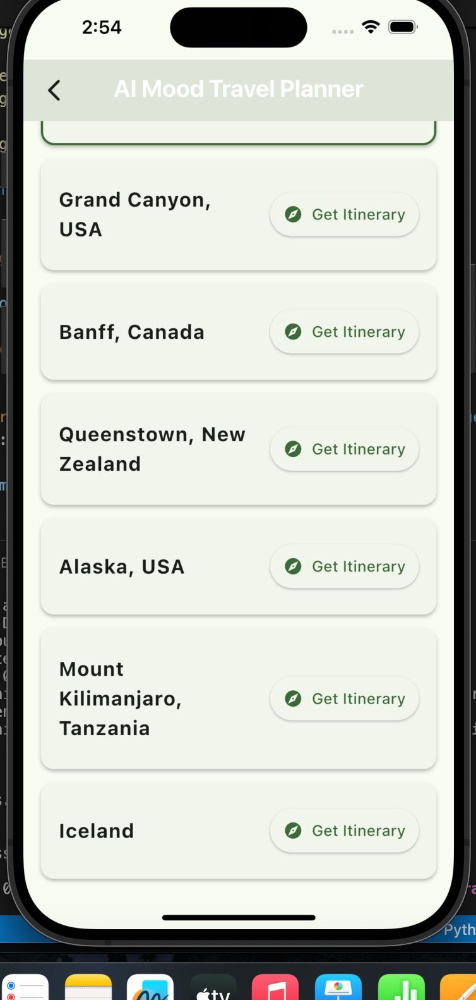 2:54
AI Mood Travel Planner
Grand Canyon,
USA
Get Itinerary
Banff, Canada
Get Itinerary
Queenstown, New
Zealand
Get Itinerary
Alaska, USA
Get Itinerary
Mount
Kilimanjaro,
Tanzania
Get Itinerary
Iceland
Get Itinerary
Pyth
tv